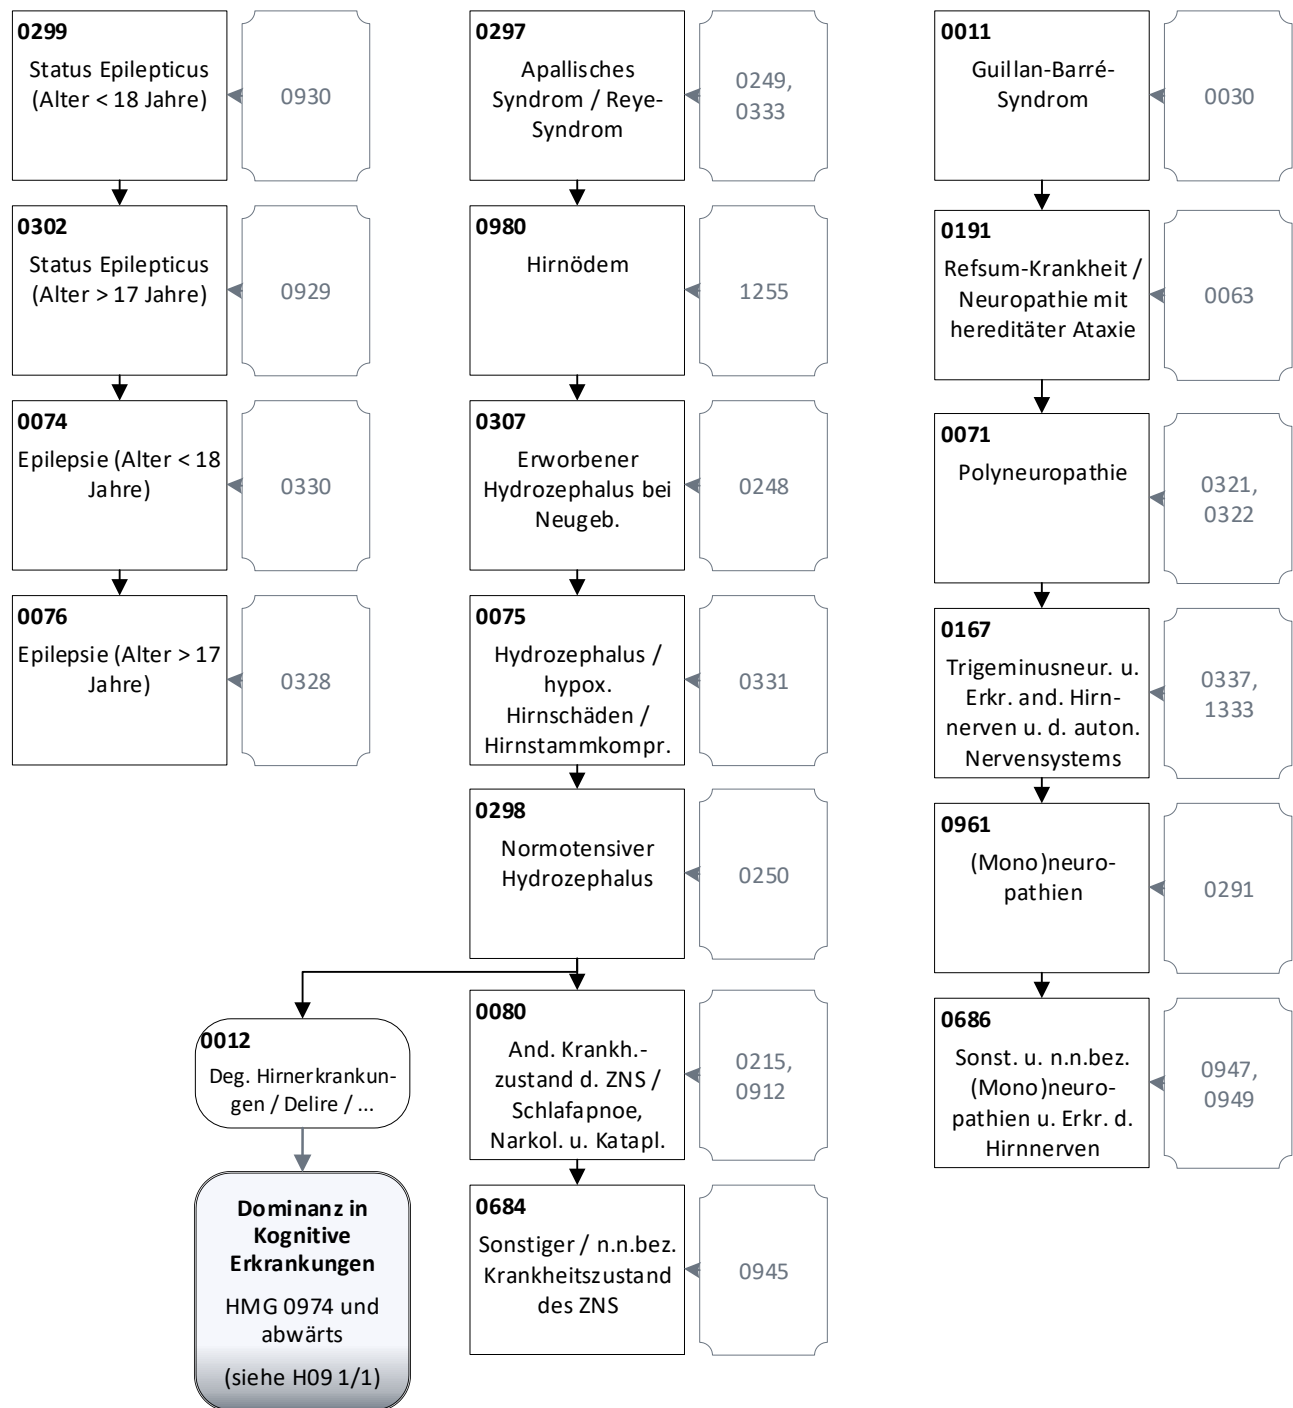 0299
Status Epilepticus
(Alter < 18 Jahre)
0930
0302
Status Epilepticus
(Alter > 17 Jahre)
0929
0074
Epilepsie (Alter < 18
Jahre)
0330
0076
Epilepsie (Alter > 17
Jahre)
0328
0297
Apallisches
Syndrom / Reye-
Syndrom
0249,
0333
0980
Hirnödem
1255
0307
Erworbener
Hydrozephalus bei
Neugeb.
0248
0075
Hydrozephalus /
hypox.
Hirnschäden /
Hirnstammkompr.
0331
0298
Normotensiver
Hydrozephalus
0250
0012
Deg. Hirnerkrankun-
gen / Delire / ...
Dominanz in
Kognitive
Erkrankungen
HMG 0974 und
abwärts
(siehe H09 1/1)
0080
And. Krankh.-
zustand d. ZNS /
Schlafapnoe,
Narkol. u. Katapl.
0215,
0912
0684
Sonstiger / n.n.bez.
Krankheitszustand
des ZNS
0945
0011
Guillan-Barré-
Syndrom
0030
0191
Refsum-Krankheit /
Neuropathie mit
hereditäter Ataxie
0063
0071
Polyneuropathie
0321,
0322
0167
Trigeminusneur. u.
Erkr. and. Hirn-
nerven u. d. auton.
Nervensystems
0337,
1333
0961
(Mono)neuro-
pathien
0291
0686
Sonst. u. n.n.bez.
(Mono)neuro-
pathien u. Erkr. d.
Hirnnerven
0947,
0949